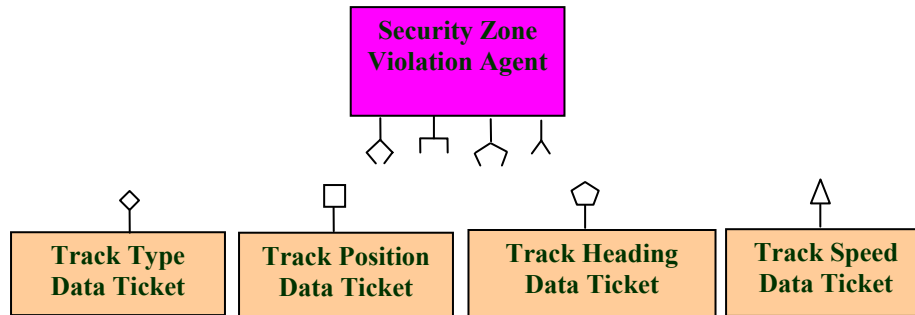 Security Zone
Violation Agent
Track Type
Data Ticket
Track Position
Data Ticket
Track Heading
Data Ticket
Track Speed
Data Ticket